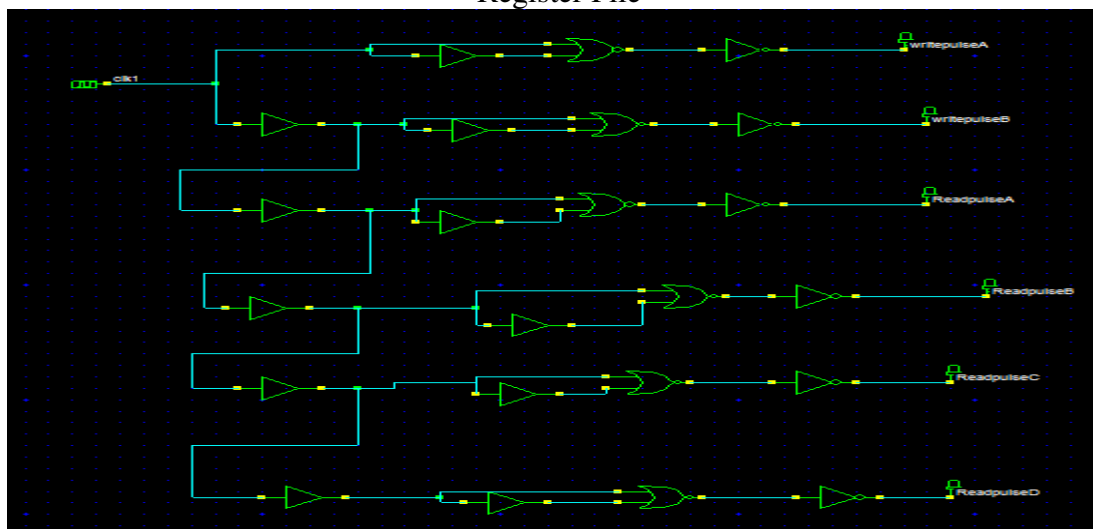 Register File
writepulseA
clk1
writepulseB
ReadpulseA
ReadpulseB
ReadpulseC
ReadpulseD